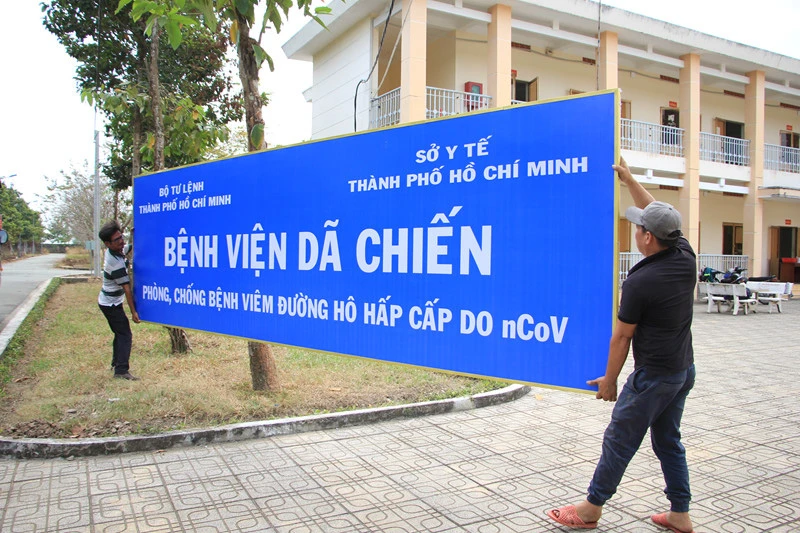 BỘ TƯ LỆNH
THÀNH PHỐ HỒ CHÍ MINH
SỞ Y TẾ
THÀNH PHỐ HỒ CHÍ MINH
BỆNH VIỆN DÃ CHIẾN
PHÒNG, CHỐNG BỆNH VIÊM ĐƯỜNG HÔ HẤP CẤP DO nCoV